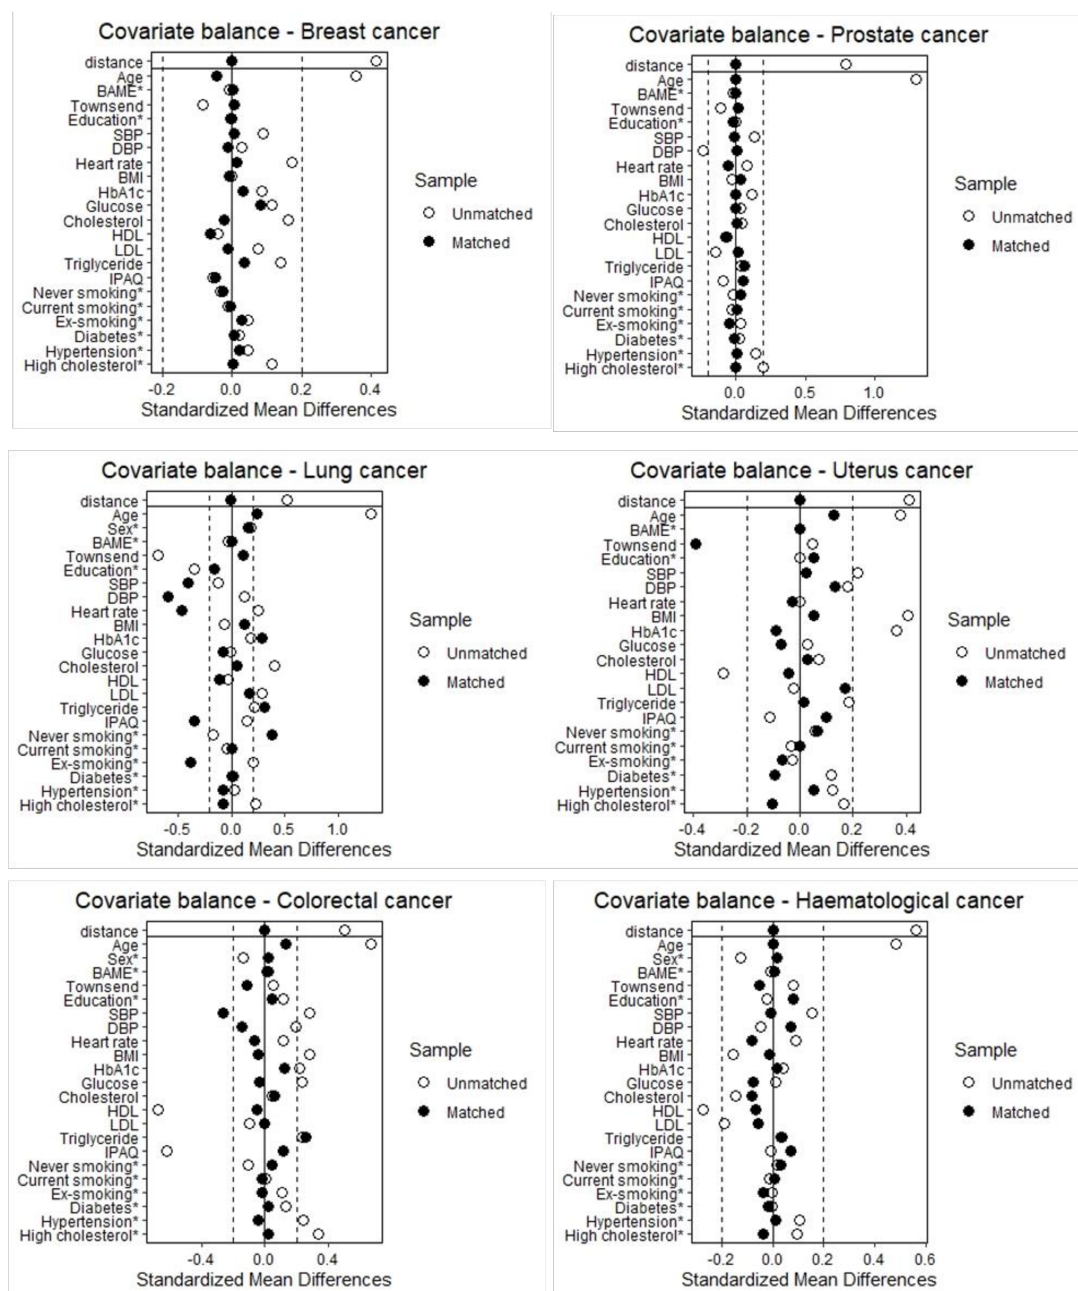 Covariate balance - Breast cancer
distance
Age
BAME*
Townsend
Education*
SBP
DBP
Heart rate
BMI
HbA1c
Glucose
Cholesterol
HDL
LDL
Triglyceride
IPAQ
Never smoking*
Current smoking*
Ex-smoking*
Diabetes*
Hypertension*
High cholesterol*
-0.2 0.0 0.2 0.4
Standardized Mean Differences
Sample
Unmatched
Matched
Covariate balance - Prostate cancer
distance
Age
BAME*
Townsend
Education*
SBP
DBP
Heart rate
BMI
HbA1c
Glucose
Cholesterol
HDL
LDL
Triglyceride
IPAQ
Never smoking*
Current smoking*
Ex-smoking*
Diabetes*
Hypertension*
High cholesterol*
0.0 0.5 1.0
Standardized Mean Differences
Sample
Unmatched
Matched
Covariate balance - Lung cancer
distance
Age
Sex*
BAME*
Townsend
Education*
SBP
DBP
Heart rate
BMI
HbA1c
Glucose
Cholesterol
HDL
LDL
Triglyceride
IPAQ
Never smoking*
Current smoking*
Ex-smoking*
Diabetes*
Hypertension*
High cholesterol*
-0.5 0.0 0.5 1.0
Standardized Mean Differences
Sample
Unmatched
Matched
Covariate balance - Uterus cancer
distance
Age
BAME*
Townsend
Education*
SBP
DBP
Heart rate
BMI
HbA1c
Glucose
Cholesterol
HDL
LDL
Triglyceride
IPAQ
Never smoking*
Current smoking*
Ex-smoking*
Diabetes*
Hypertension*
High cholesterol*
-0.4 -0.2 0.0 0.2 0.4
Standardized Mean Differences
Sample
Unmatched
Matched
Covariate balance - Colorectal cancer
distance
Age
Sex*
BAME*
Townsend
Education*
SBP
DBP
Heart rate
BMI
HbA1c
Glucose
Cholesterol
HDL
LDL
Triglyceride
IPAQ
Never smoking*
Current smoking*
Ex-smoking*
Diabetes*
Hypertension*
High cholesterol*
-0.4 0.0 0.4
Standardized Mean Differences
Sample
Unmatched
Matched
Covariate balance - Haematological cancer
distance
Age
Sex*
BAME*
Townsend
Education*
SBP
DBP
Heart rate
BMI
HbA1c
Glucose
Cholesterol
HDL
LDL
Triglyceride
IPAQ
Never smoking*
Current smoking*
Ex-smoking*
Diabetes*
Hypertension*
High cholesterol*
-0.2 0.0 0.2 0.4 0.6
Standardized Mean Differences
Sample
Unmatched
Matched